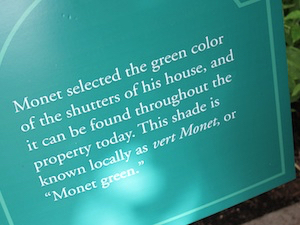 Monet selected the green color
of the shutters of his house, and
it can be found throughout the
property today. This shade is
known locally as vert Monet, or
“Monet green.”